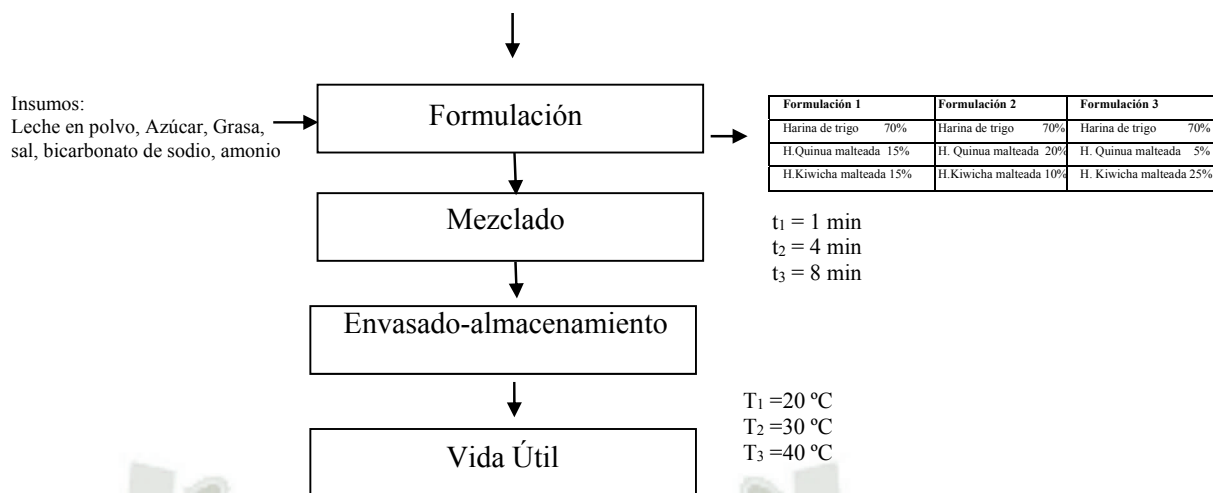 Insumos:
Leche en polvo, Azúcar, Grasa,
sal, bicarbonato de sodio, amonio
Formulación
Formulación 1 Formulación 2 Formulación 3
Harina de trigo 70% Harina de trigo 70% Harina de trigo 70%
H.Quinua malteada 15% H. Quinua malteada 20% H. Quinua malteada 5%
H.Kiwicha malteada 15% H.Kiwicha malteada 10% H. Kiwicha malteada 25%
Mezclado
t₁ = 1 min
t₂ = 4 min
t₃ = 8 min
Envasado-almacenamiento
Vida Útil
T₁ =20 ºC
T₂ =30 ºC
T₃ =40 ºC